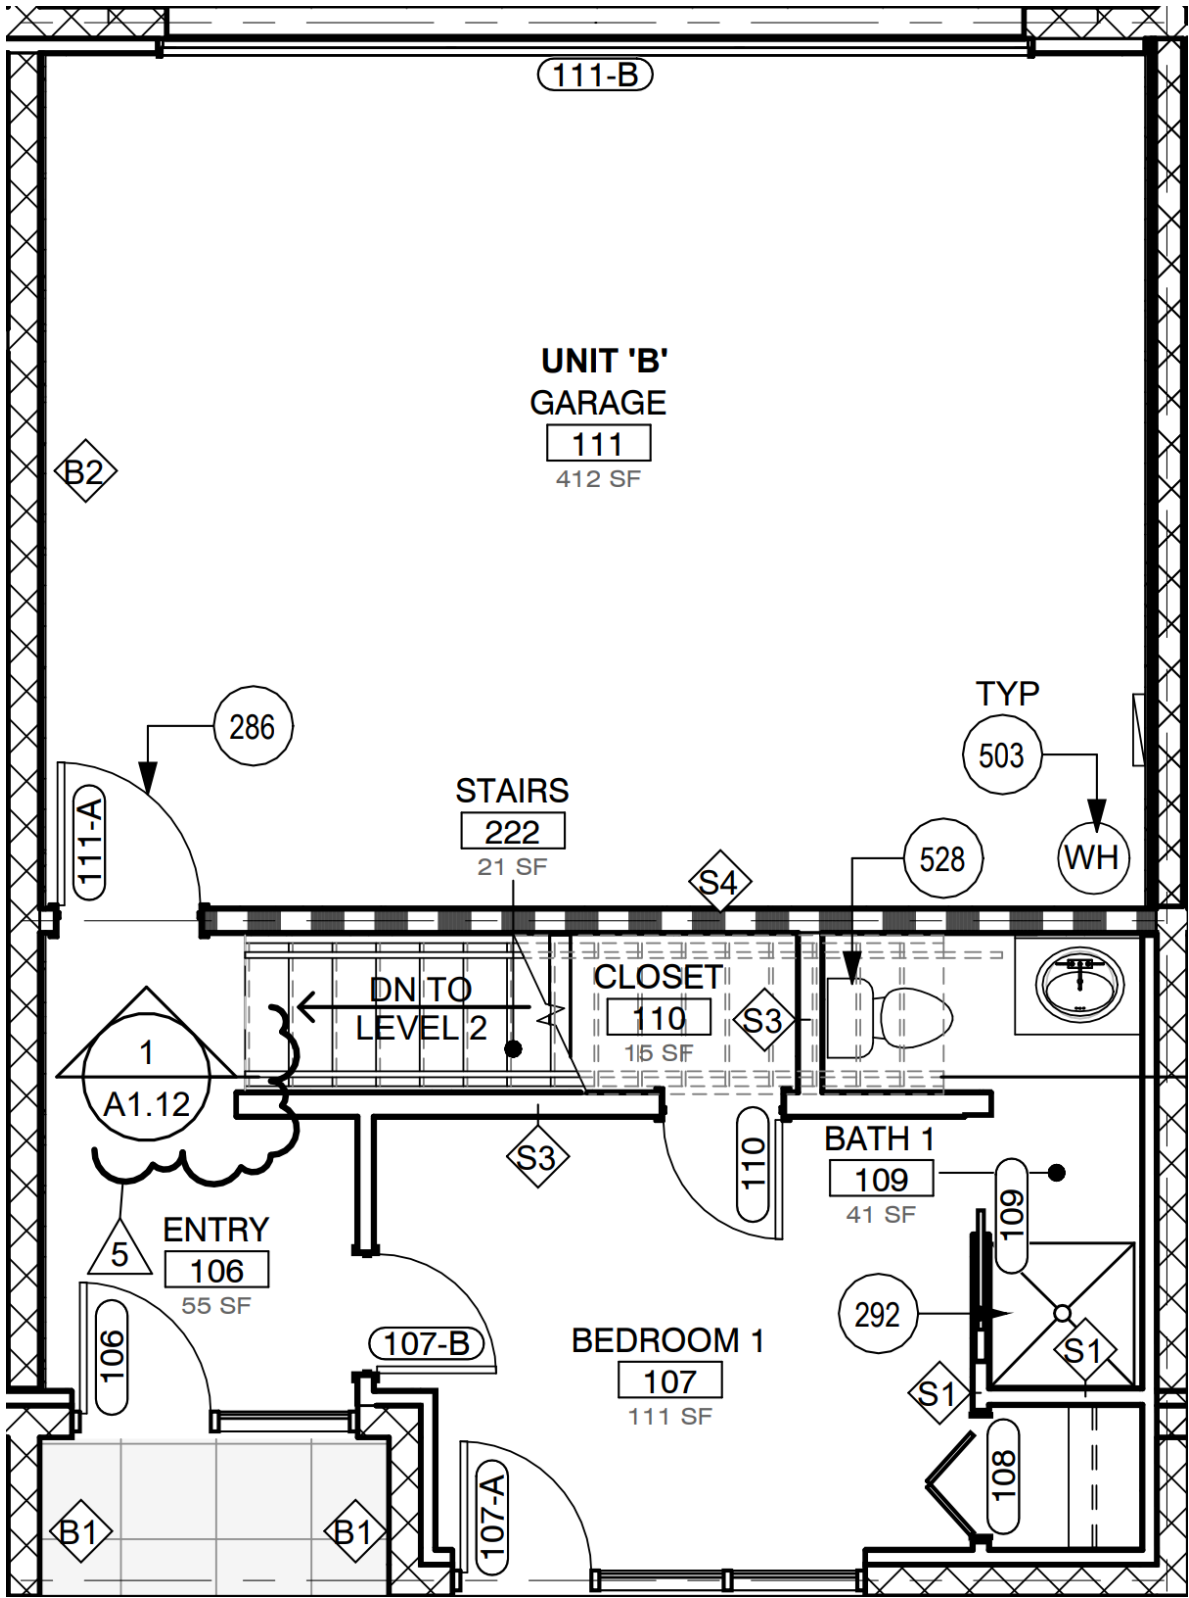 111-B
UNIT 'B'
GARAGE
111
412 SF
B2
286
TYP
503
STAIRS
222
21 SF
111-A
528
WH
S4
DN TO
LEVEL 2
CLOSET
110
15 SF
S3
1
A1.12
S3
110
BATH 1
109
41 SF
109
5
ENTRY
106
55 SF
106
107-B
292
BEDROOM 1
107
111 SF
S1
S1
107-A
108
B1
B1